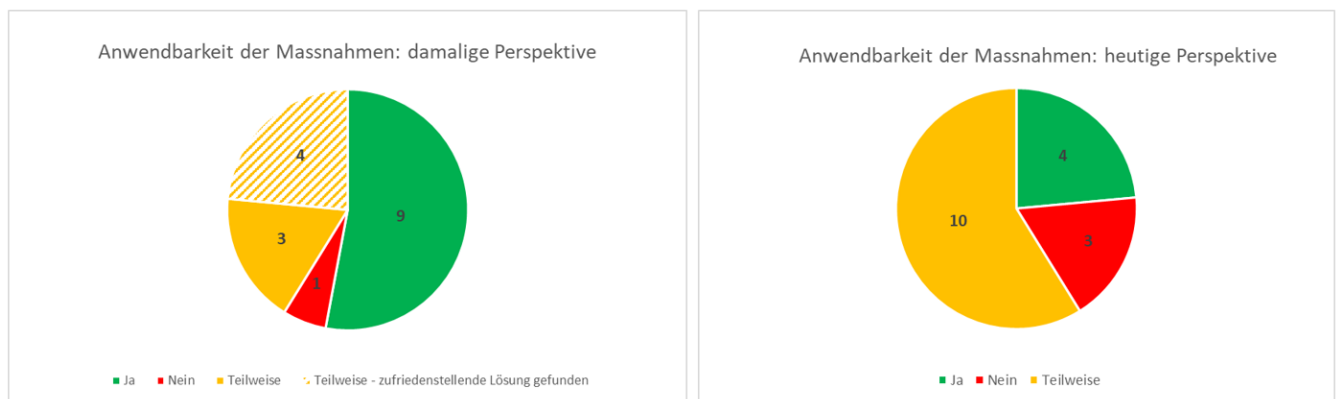 Anwendbarkeit der Massnahmen: damalige Perspektive
4
9
3
1
Ja Nein Teilweise Teilweise - zufriedenstellende Lösung gefunden
Anwendbarkeit der Massnahmen: heutige Perspektive
4
10
3
Ja Nein Teilweise